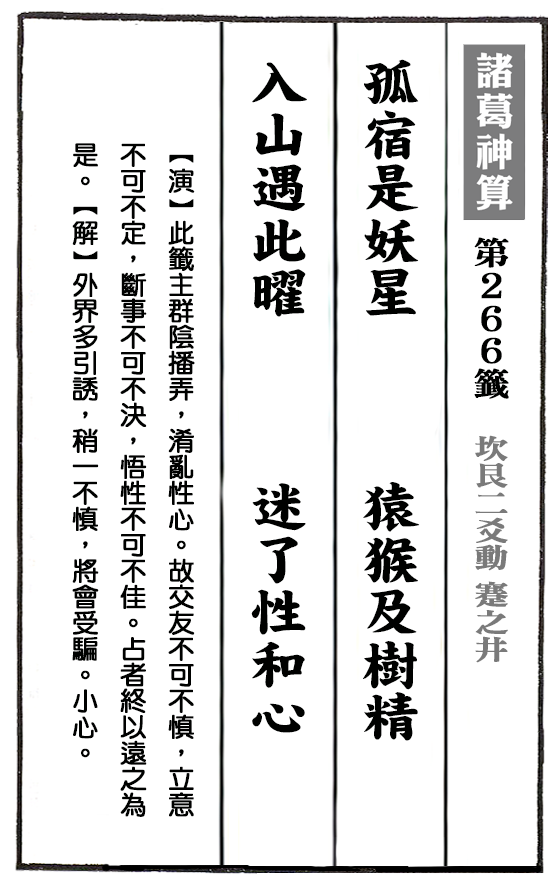 諸葛神算 第266籤 坎艮二爻動 蹇之井
孤宿是妖星 猿猴及樹精
入山遇此曜 迷了性和心
【演】此籤主群陰播弄，淆亂性心。故交友不可不慎，立意
不可不定，斷事不可不決，悟性不可不佳。占者終以遠之為
是。【解】外界多引誘，稍一不慎，將會受騙。小心。